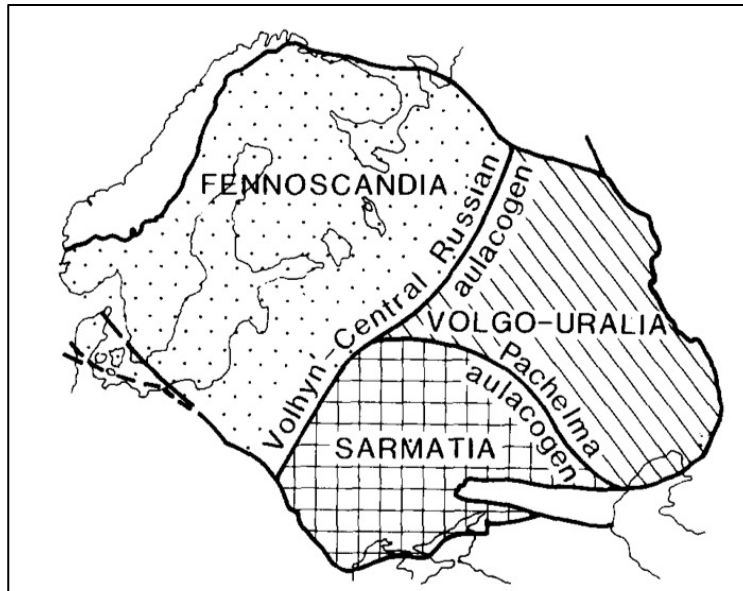 FENNOSCANDIA
Volhyn' Central Russian
aulacogen
VOLGO-URALIA
Pachelma
aulacogen
SARMATIA